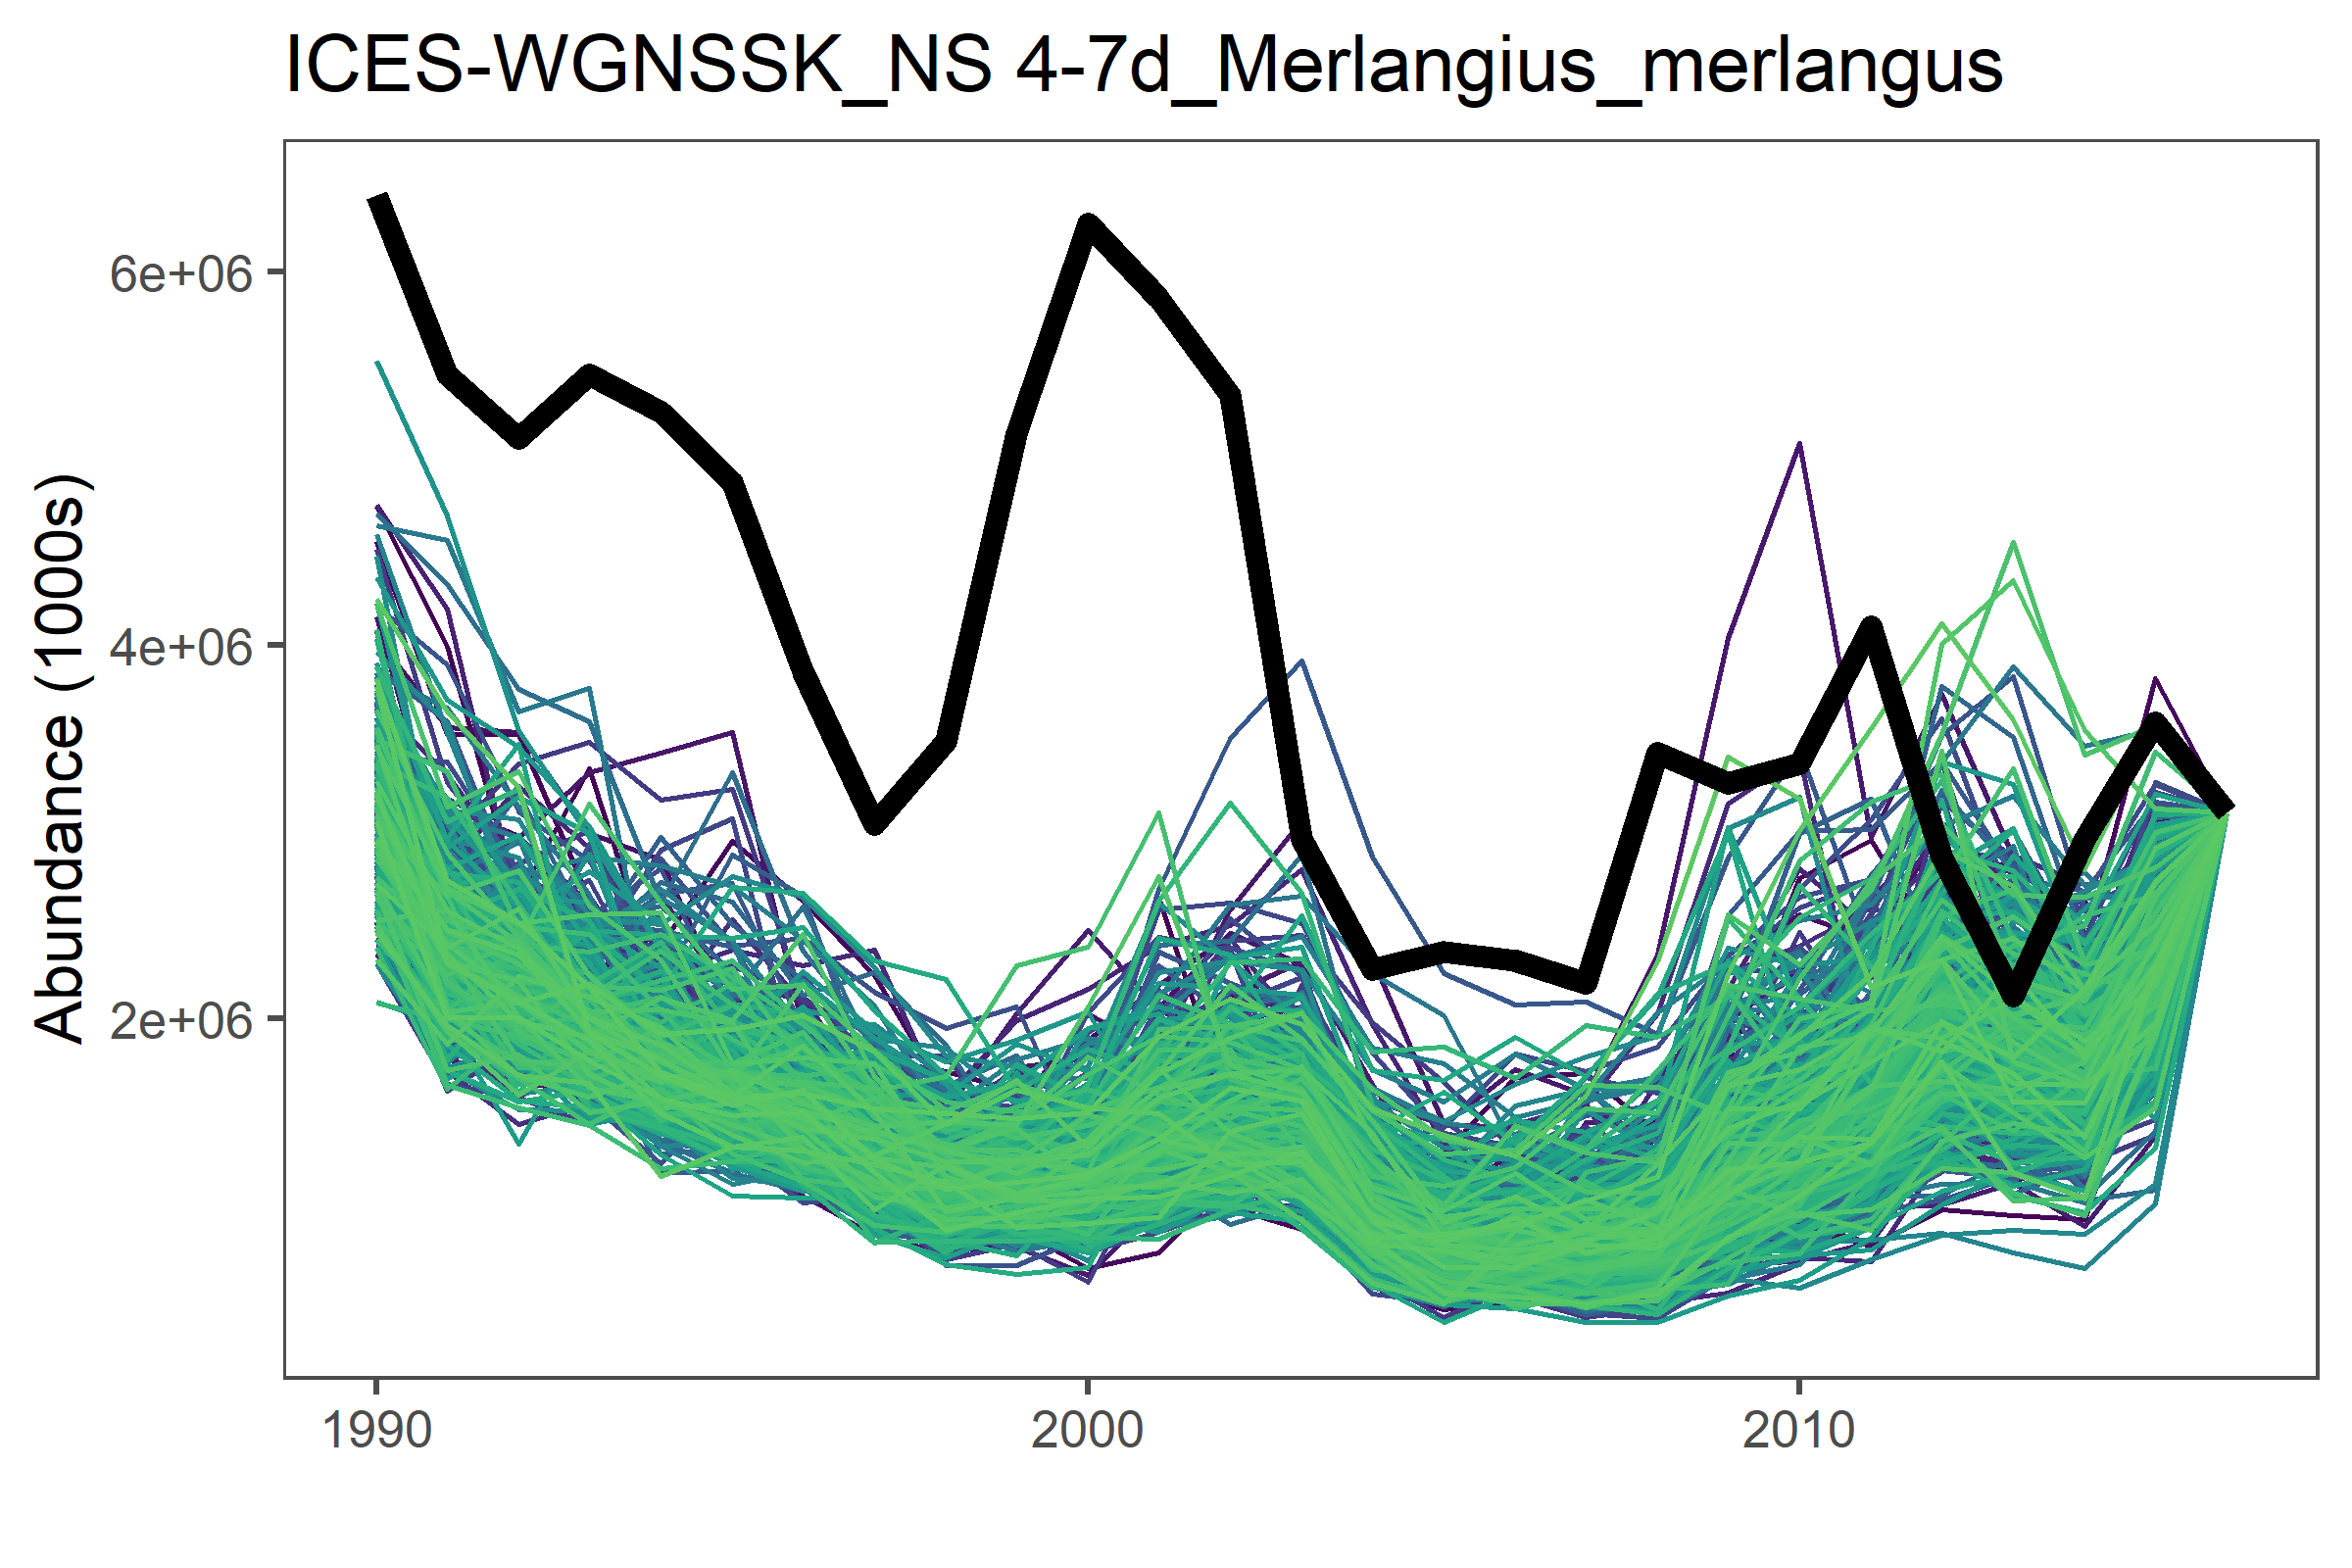 ICES-WGNSSK_NS 4-7d_Merlangius_merlangus
Abundance (1000s)
6e+06
4e+06
2e+06
1990
2000
2010